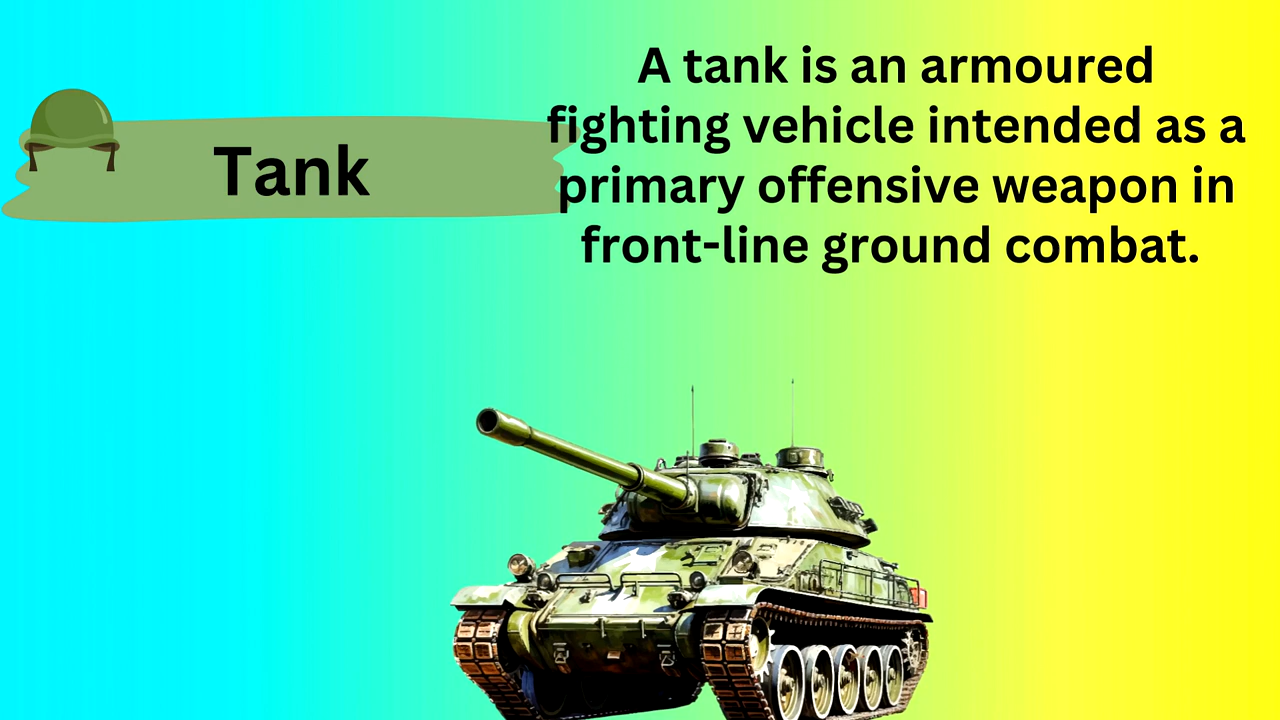 Tank
A tank is an armoured
fighting vehicle intended as a
primary offensive weapon in
front-line ground combat.